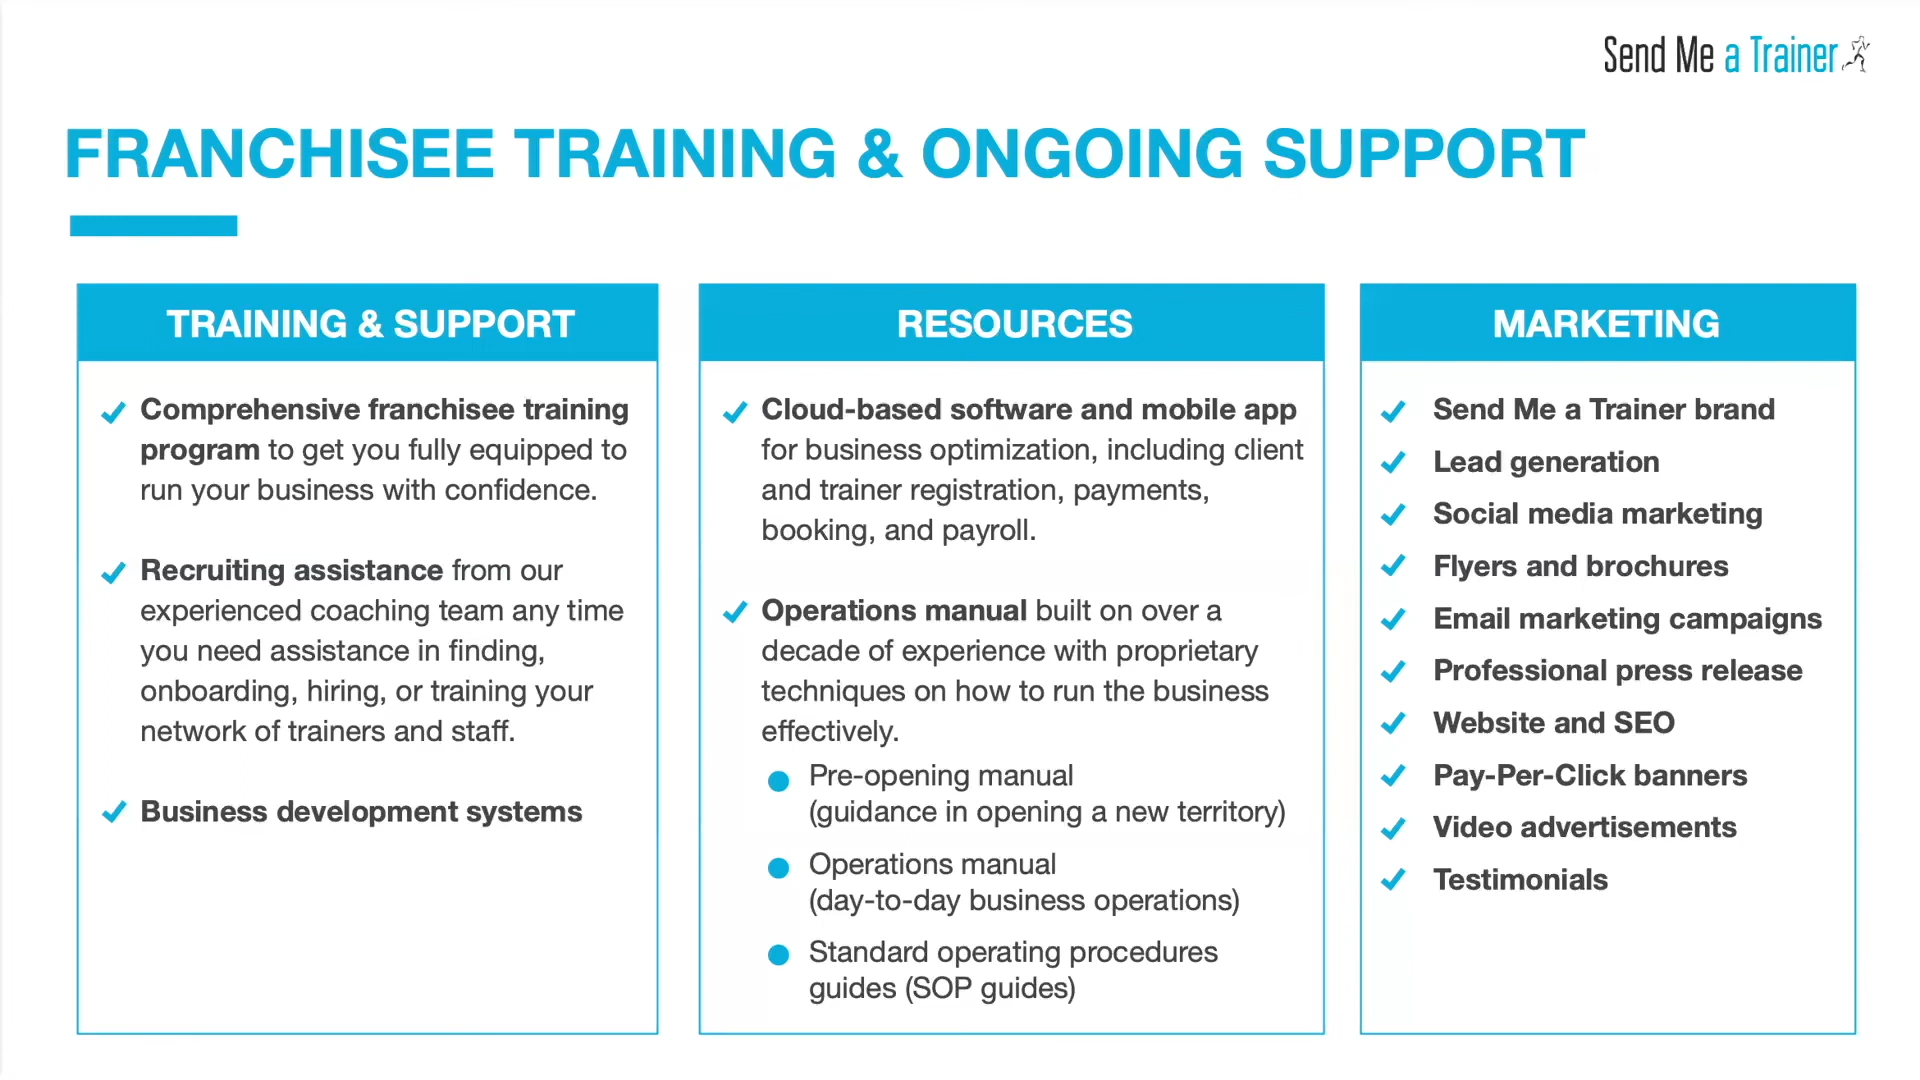 Send Me a Trainer
FRANCHISEE TRAINING & ONGOING SUPPORT
TRAINING & SUPPORT
Comprehensive franchisee training
program to get you fully equipped to
run your business with confidence.
Recruiting assistance from our
experienced coaching team any time
you need assistance in finding,
onboarding, hiring, or training your
network of trainers and staff.
Business development systems
RESOURCES
Cloud-based software and mobile app
for business optimization, including client
and trainer registration, payments,
booking, and payroll.
Operations manual built on over a
decade of experience with proprietary
techniques on how to run the business
effectively.
Pre-opening manual
(guidance in opening a new territory)
Operations manual
(day-to-day business operations)
Standard operating procedures
guides (SOP guides)
MARKETING
Send Me a Trainer brand
Lead generation
Social media marketing
Flyers and brochures
Email marketing campaigns
Professional press release
Website and SEO
Pay-Per-Click banners
Video advertisements
Testimonials